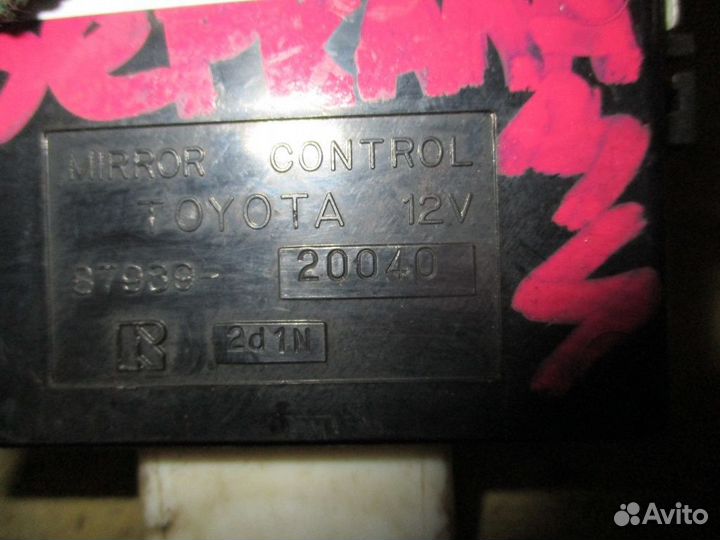 MIRROR CONTROL
TOYOTA 12V
87939-20040
R 2d1N
Avito